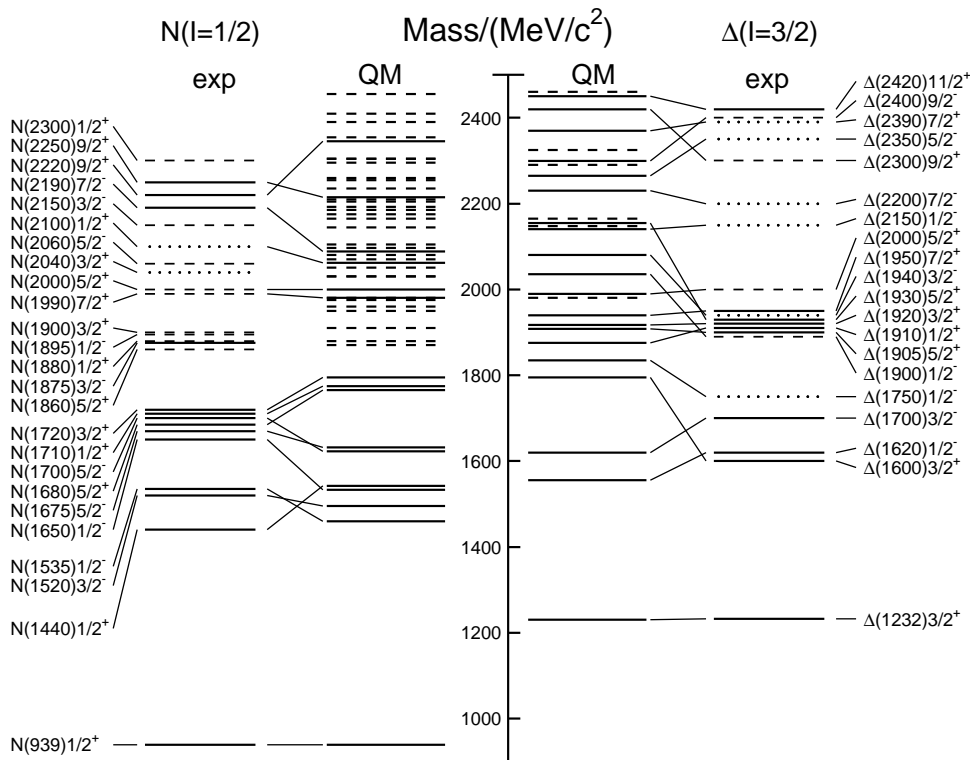 N(I=1/2) Mass/(MeV/c²) Δ(I=3/2)
exp QM QM exp
N(2300)1/2⁺
N(2250)9/2⁺
N(2220)9/2⁺
N(2190)7/2⁻
N(2150)3/2⁻
N(2100)1/2⁺
N(2060)5/2⁻
N(2040)3/2⁺
N(2000)5/2⁺
N(1990)7/2⁺
N(1900)3/2⁺
N(1895)1/2⁻
N(1880)1/2⁺
N(1875)3/2⁻
N(1860)5/2⁺
N(1720)3/2⁺
N(1710)1/2⁺
N(1700)5/2⁻
N(1680)5/2⁺
N(1675)5/2⁻
N(1650)1/2⁻
N(1535)1/2⁻
N(1520)3/2⁻
N(1440)1/2⁺
N(939)1/2⁺
2400
2200
2000
1800
1600
1400
1200
1000
Δ(2420)11/2⁺
Δ(2400)9/2⁻
Δ(2390)7/2⁺
Δ(2350)5/2⁻
Δ(2300)9/2⁺
Δ(2200)7/2⁻
Δ(2150)1/2⁻
Δ(2000)5/2⁺
Δ(1950)7/2⁺
Δ(1940)3/2⁻
Δ(1930)5/2⁺
Δ(1920)3/2⁺
Δ(1910)1/2⁺
Δ(1905)5/2⁺
Δ(1900)1/2⁻
Δ(1750)1/2⁻
Δ(1700)3/2⁻
Δ(1620)1/2⁻
Δ(1600)3/2⁺
Δ(1232)3/2⁺